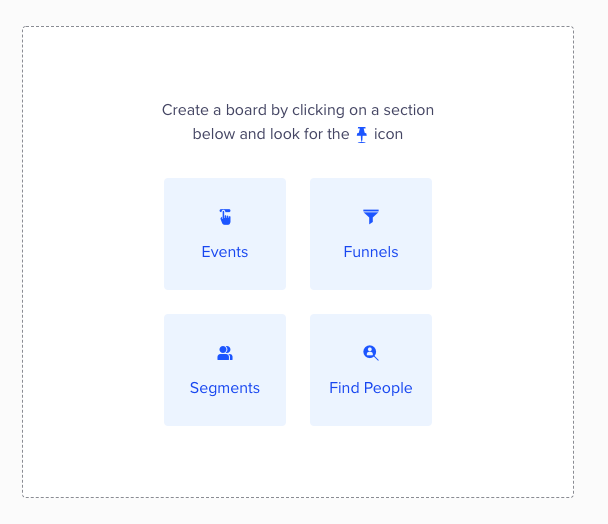 Create a board by clicking on a section
below and look for the icon
Events
Funnels
Segments
Find People